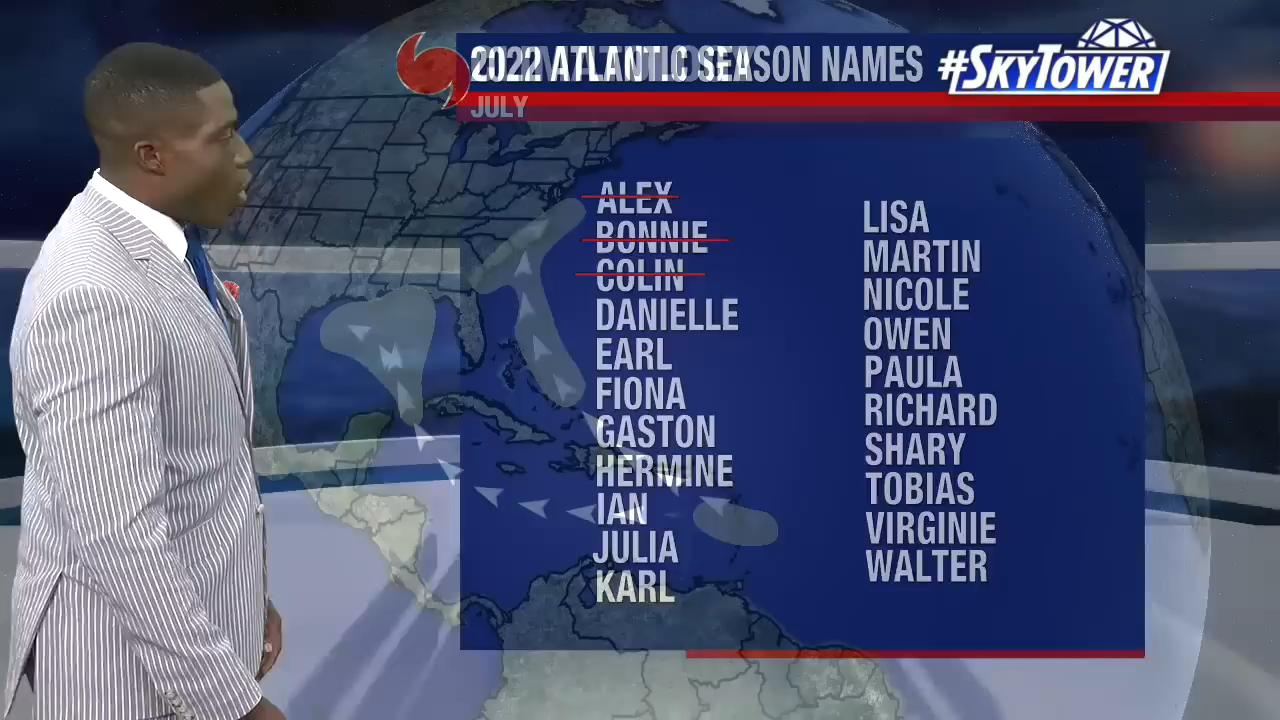 2022 ATLANTIC SEASON NAMES
#SKYTOWER
JULY
ALEX
BONNIE
COLIN
DANIELLE
EARL
FIONA
GASTON
HERMINE
IAN
JULIA
KARL
LISA
MARTIN
NICOLE
OWEN
PAULA
RICHARD
SHARY
TOBIAS
VIRGINIE
WALTER